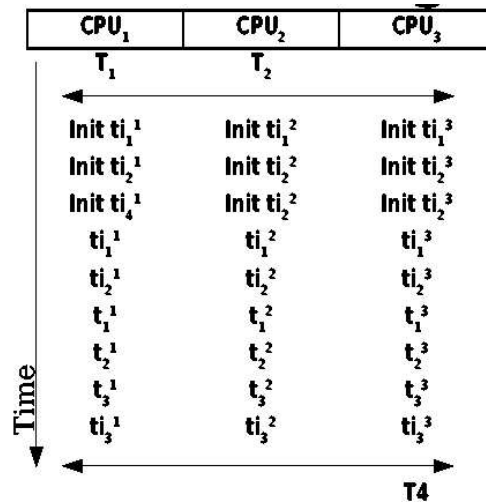 CPU₁ CPU₂ CPU₃
T₁ T₂
Init ti₁¹ Init ti₁² Init ti₁³
Init ti₂¹ Init ti₂² Init ti₂³
Init ti₄¹ Init ti₂² Init ti₂³
ti₁¹ ti₁² ti₁³
ti₂¹ ti₂² ti₂³
t₁¹ t₁² t₁³
t₂¹ t₂² t₂³
t₃¹ t₃² t₃³
ti₃¹ ti₃² ti₃³
T4
Time